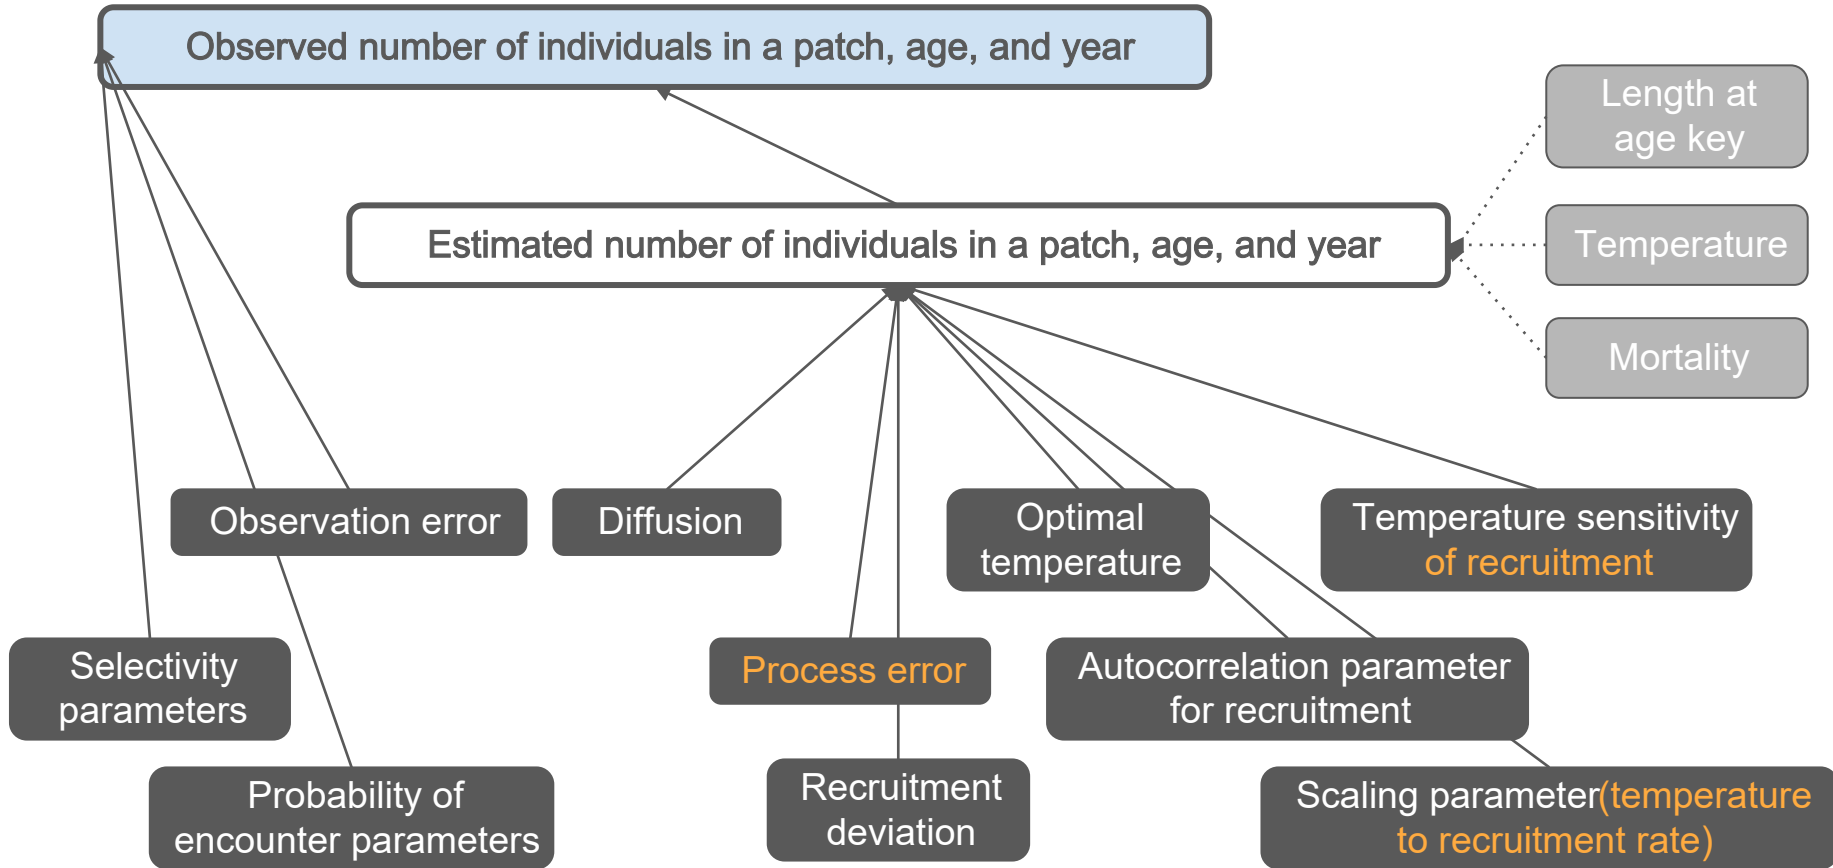 Observed number of individuals in a patch, age, and year
Length at
age key
Estimated number of individuals in a patch, age, and year
Temperature
Mortality
Observation error
Diffusion
Optimal
temperature
Temperature sensitivity
of recruitment
Selectivity
parameters
Process error
Autocorrelation parameter
for recruitment
Probability of
encounter parameters
Recruitment
deviation
Scaling parameter(temperature
to recruitment rate)